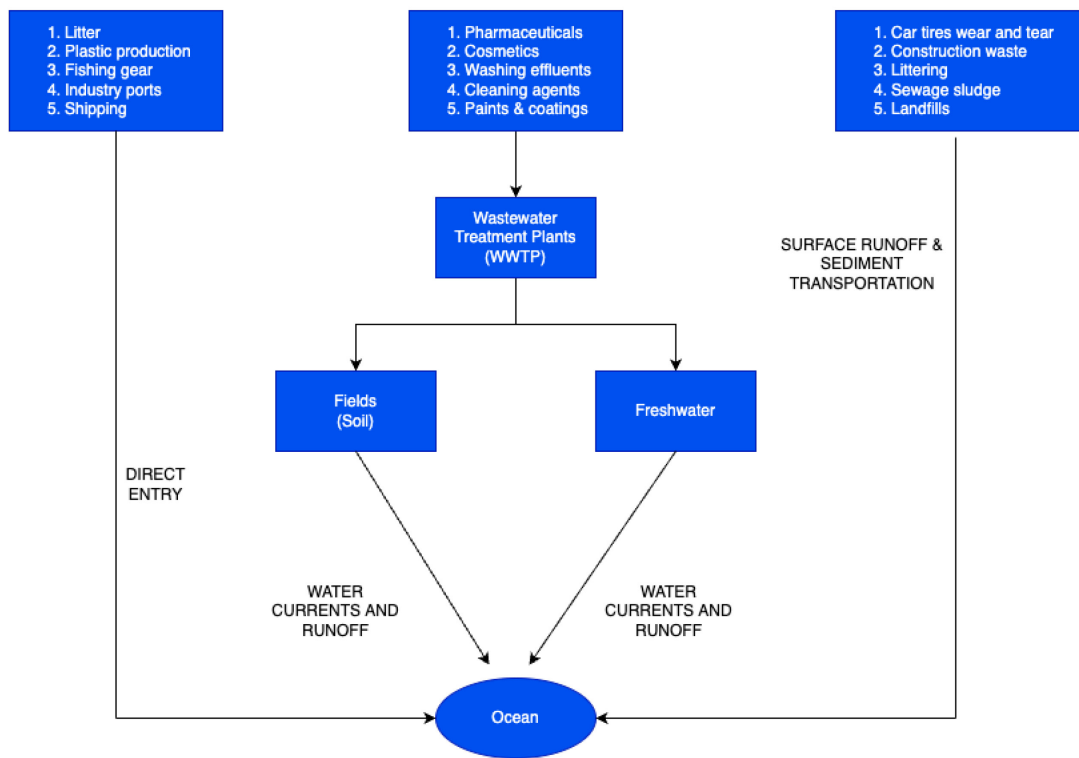 1. Litter
2. Plastic production
3. Fishing gear
4. Industry ports
5. Shipping
1. Pharmaceuticals
2. Cosmetics
3. Washing effluents
4. Cleaning agents
5. Paints & coatings
1. Car tires wear and tear
2. Construction waste
3. Littering
4. Sewage sludge
5. Landfills
Wastewater
Treatment Plants
(WWTP)
SURFACE RUNOFF &
SEDIMENT
TRANSPORTATION
Fields
(Soil)
Freshwater
DIRECT
ENTRY
WATER
CURRENTS AND
RUNOFF
WATER
CURRENTS AND
RUNOFF
Ocean